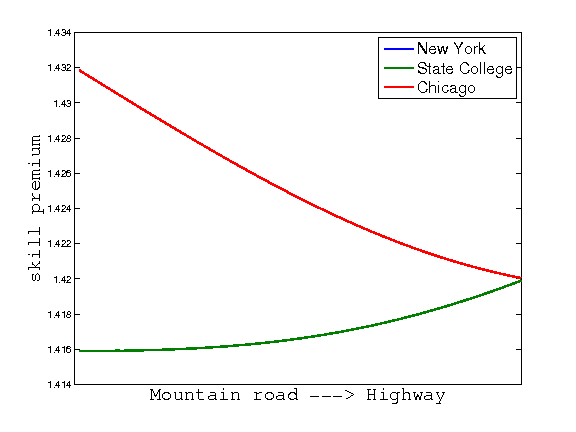 1.434
New York
State College
Chicago
1.432
1.43
1.428
1.426
1.424
1.422
1.42
1.418
1.416
1.414
skill premium
Mountain road ---> Highway